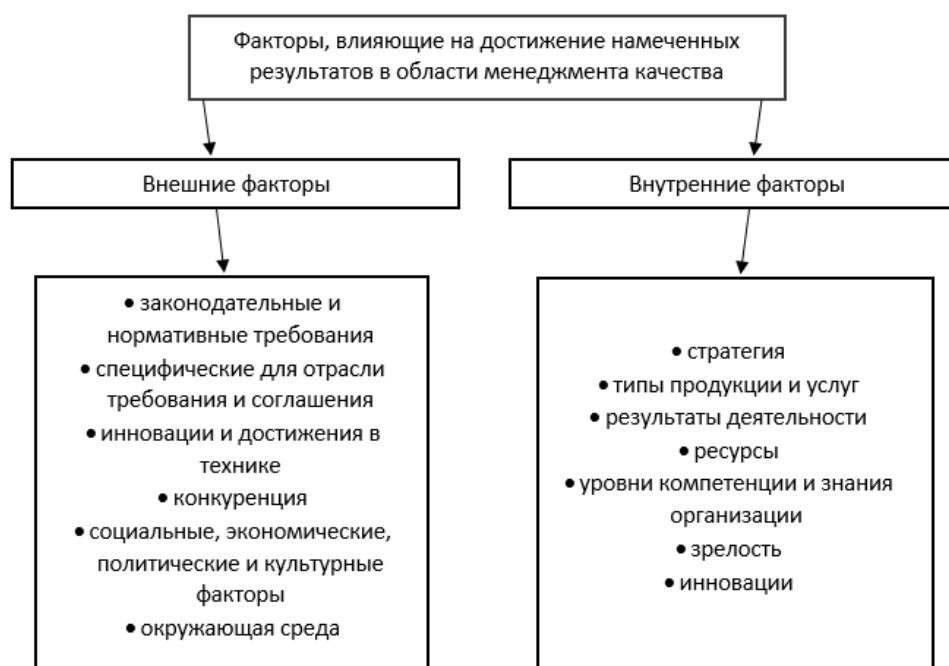 Факторы, влияющие на достижение намеченных
результатов в области менеджмента качества
Внешние факторы
Внутренние факторы
• законодательные и
нормативные требования
• специфические для отрасли
требования и соглашения
• инновации и достижения в
технике
• конкуренция
• социальные, экономические,
политические и культурные
факторы
• окружающая среда
• стратегия
• типы продукции и услуг
• результаты деятельности
• ресурсы
• уровни компетенции и знания
организации
• зрелость
• инновации